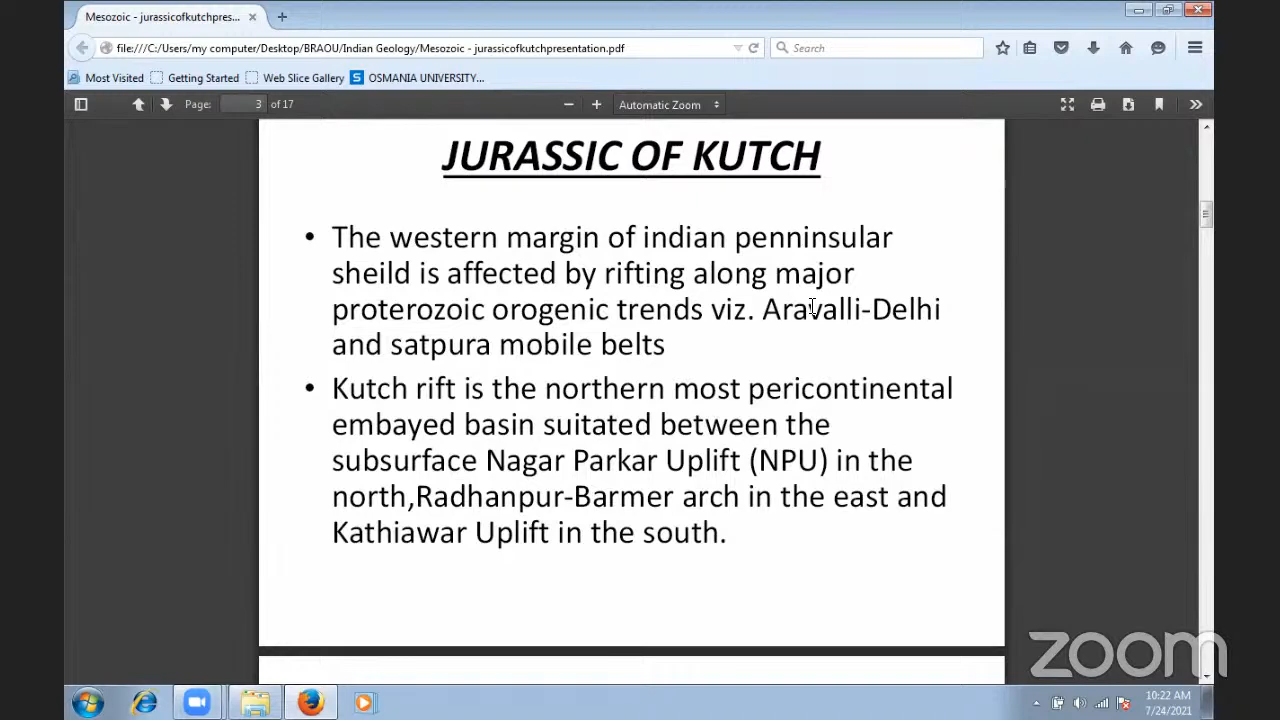 Mesozoic - jurassicofkutchpres...
file:///C:/Users/my computer/Desktop/BRAOU/Indian Geology/Mesozoic - jurassicofkutchpresentation.pdf
Search
Most Visited Getting Started Web Slice Gallery S OSMANIA UNIVERSITY...
Page: 3 of 17
Automatic Zoom
JURASSIC OF KUTCH
• The western margin of indian penninsular
sheild is affected by rifting along major
proterozoic orogenic trends viz. Aravalli-Delhi
and satpura mobile belts
• Kutch rift is the northern most pericontinental
embayed basin suitated between the
subsurface Nagar Parkar Uplift (NPU) in the
north,Radhanpur-Barmer arch in the east and
Kathiawar Uplift in the south.
zoom
10:22 AM
7/24/2021